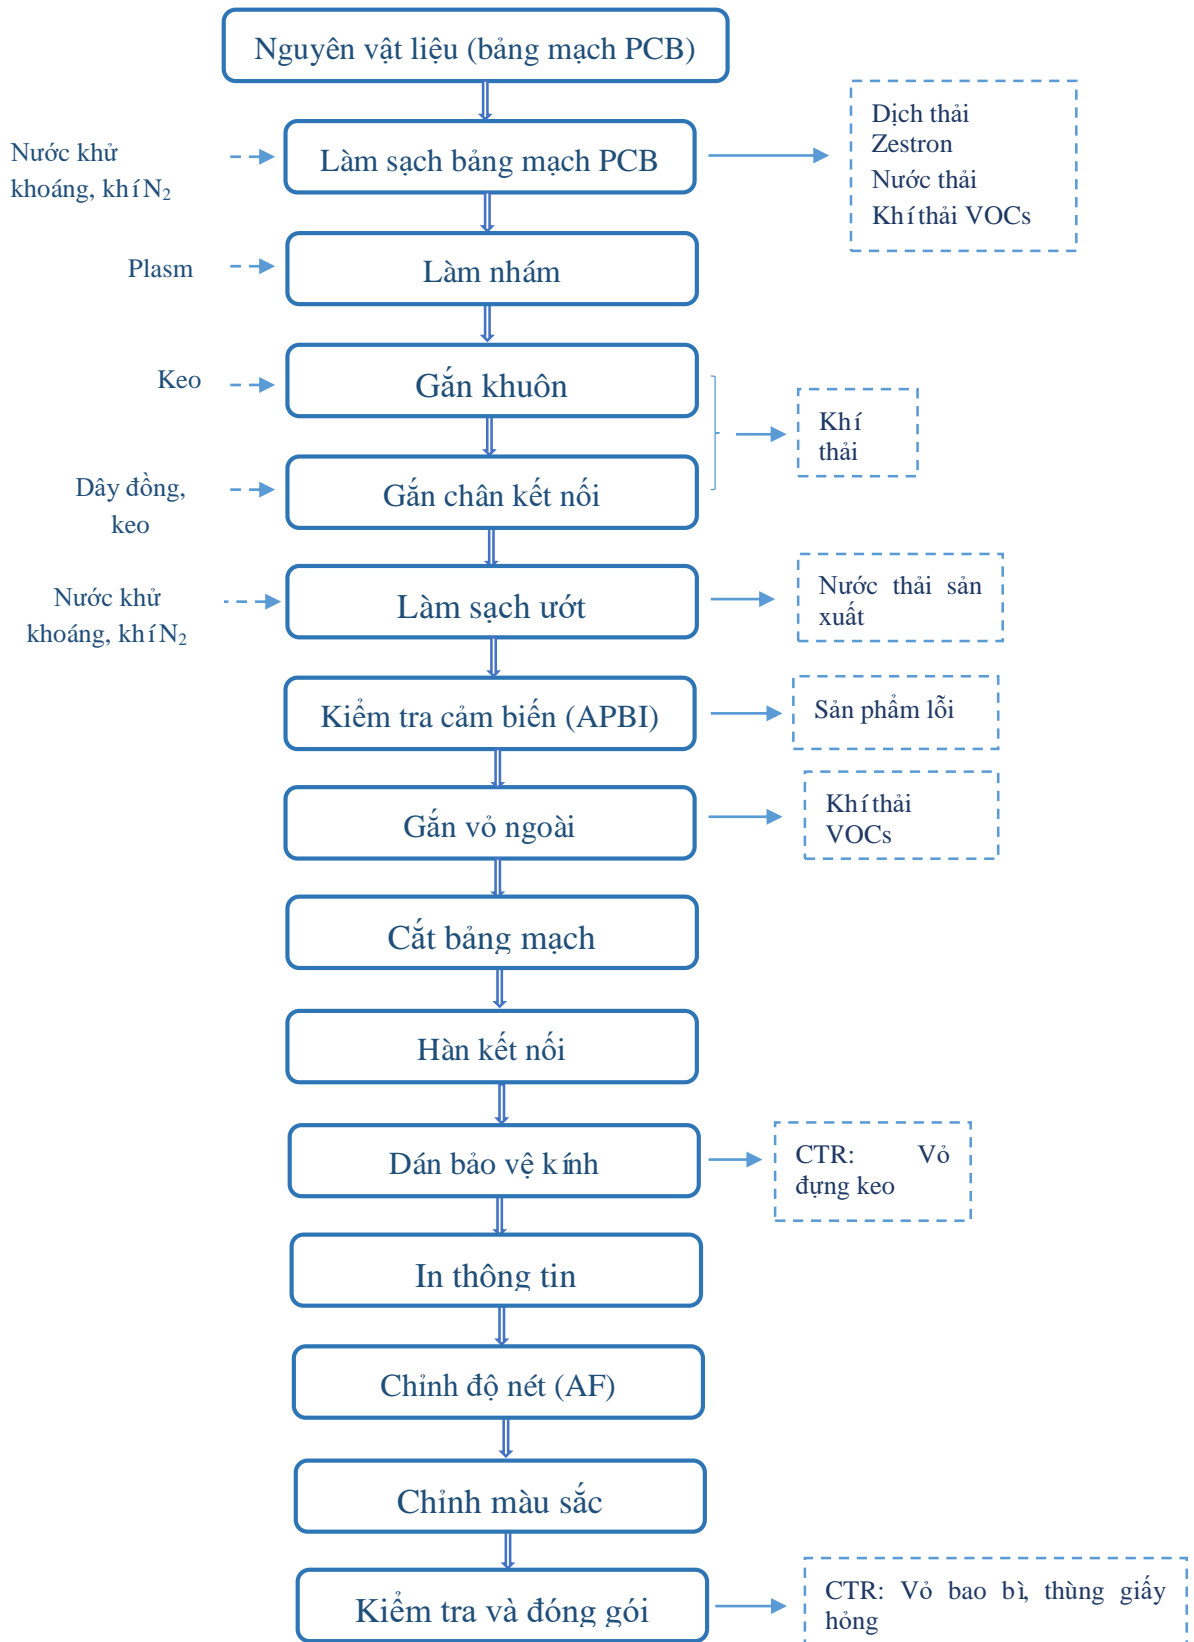 Nguyên vật liệu (bảng mạch PCB)
Nước khử
khoáng, khí N₂
Làm sạch bảng mạch PCB
Dịch thải
Zestron
Nước thải
Khí thải VOCs
Plasm
Làm nhám
Keo
Gắn khuôn
Khí
thải
Dây đồng,
keo
Gắn chân kết nối
Nước khử
khoáng, khí N₂
Làm sạch ướt
Nước thải sản
xuất
Kiểm tra cảm biến (APBI)
Sản phẩm lỗi
Gắn vỏ ngoài
Khí thải
VOCs
Cắt bảng mạch
Hàn kết nối
Dán bảo vệ kính
CTR: Vỏ
đựng keo
In thông tin
Chỉnh độ nét (AF)
Chỉnh màu sắc
Kiểm tra và đóng gói
CTR: Vỏ bao bì, thùng giấy
hỏng